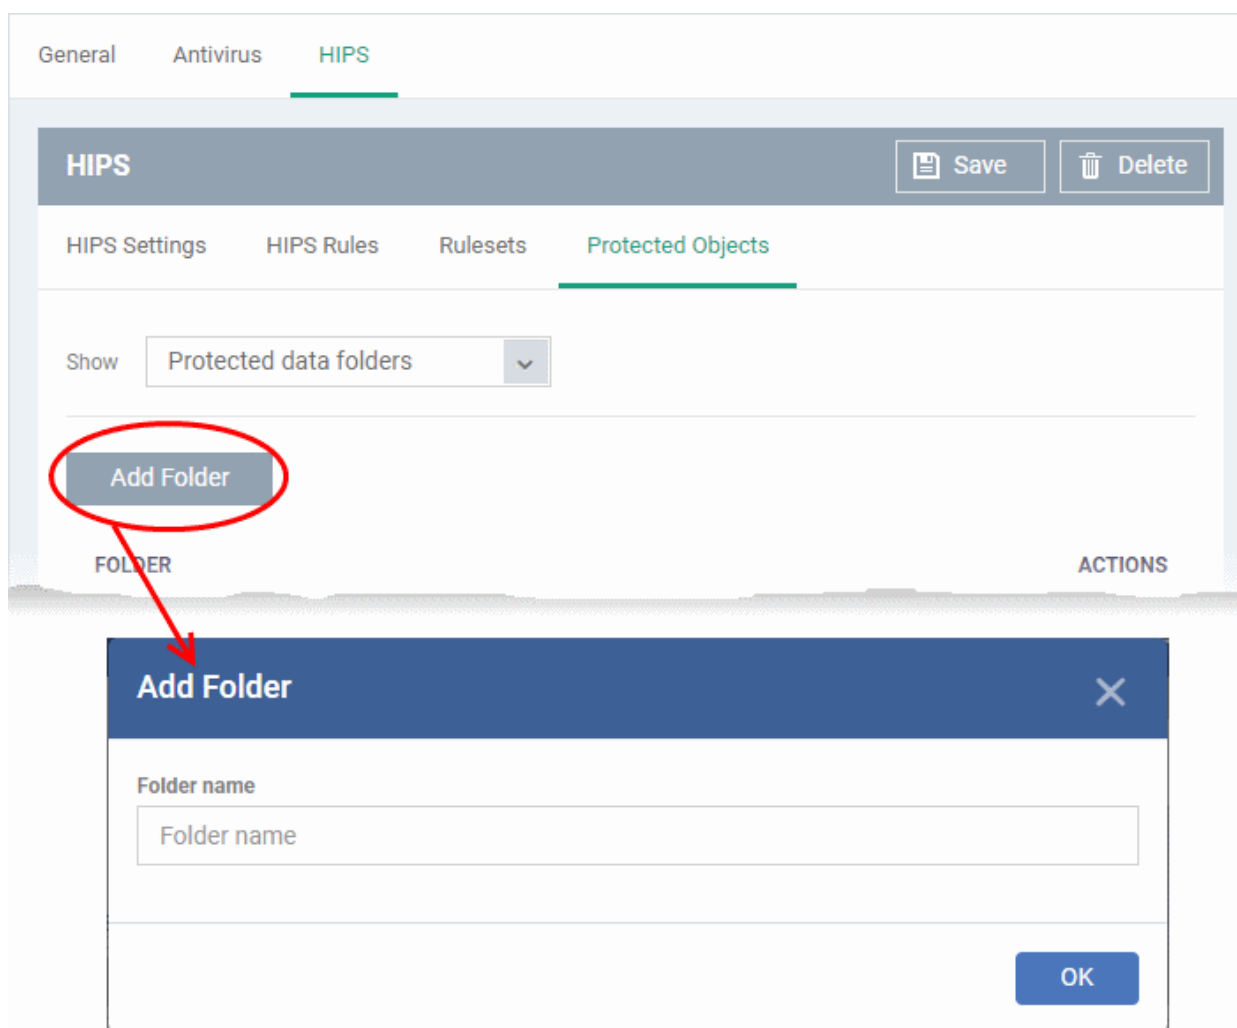 General Antivirus HIPS
HIPS Save Delete
HIPS Settings HIPS Rules Rulesets Protected Objects
Show Protected data folders
Add Folder
FOLDER ACTIONS
Add Folder
Folder name
Folder name
OK